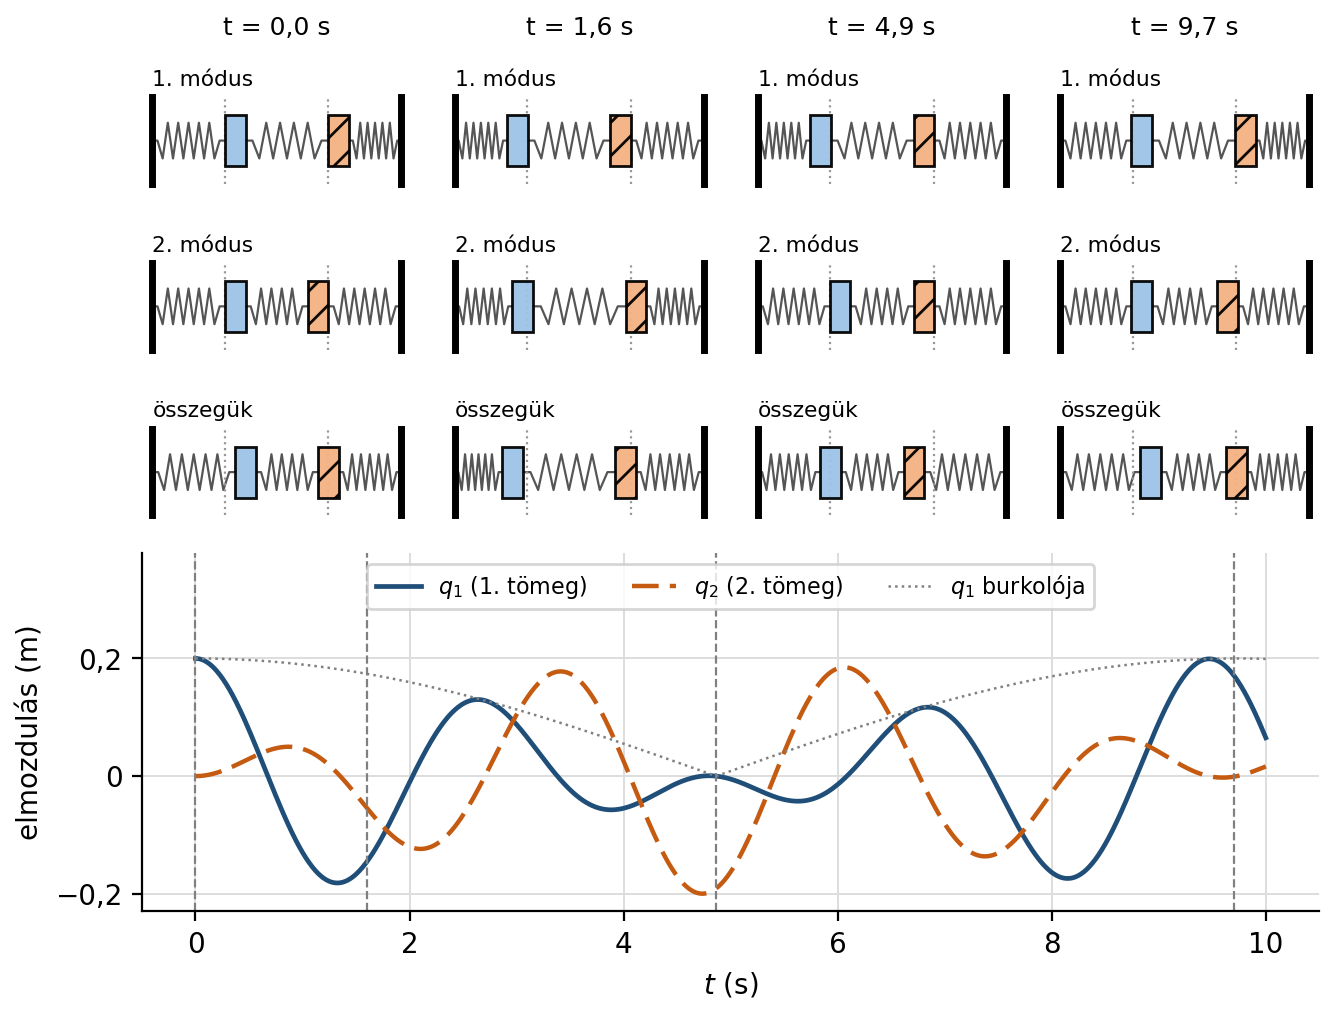 t = 0,0 s
t = 1,6 s
t = 4,9 s
t = 9,7 s
1. módus
1. módus
1. módus
1. módus
2. módus
2. módus
2. módus
2. módus
összegük
összegük
összegük
összegük
q₁ (1. tömeg)
q₂ (2. tömeg)
q₁ burkolója
elmozdulás (m)
0,2
0
−0,2
0
2
4
6
8
10
t (s)